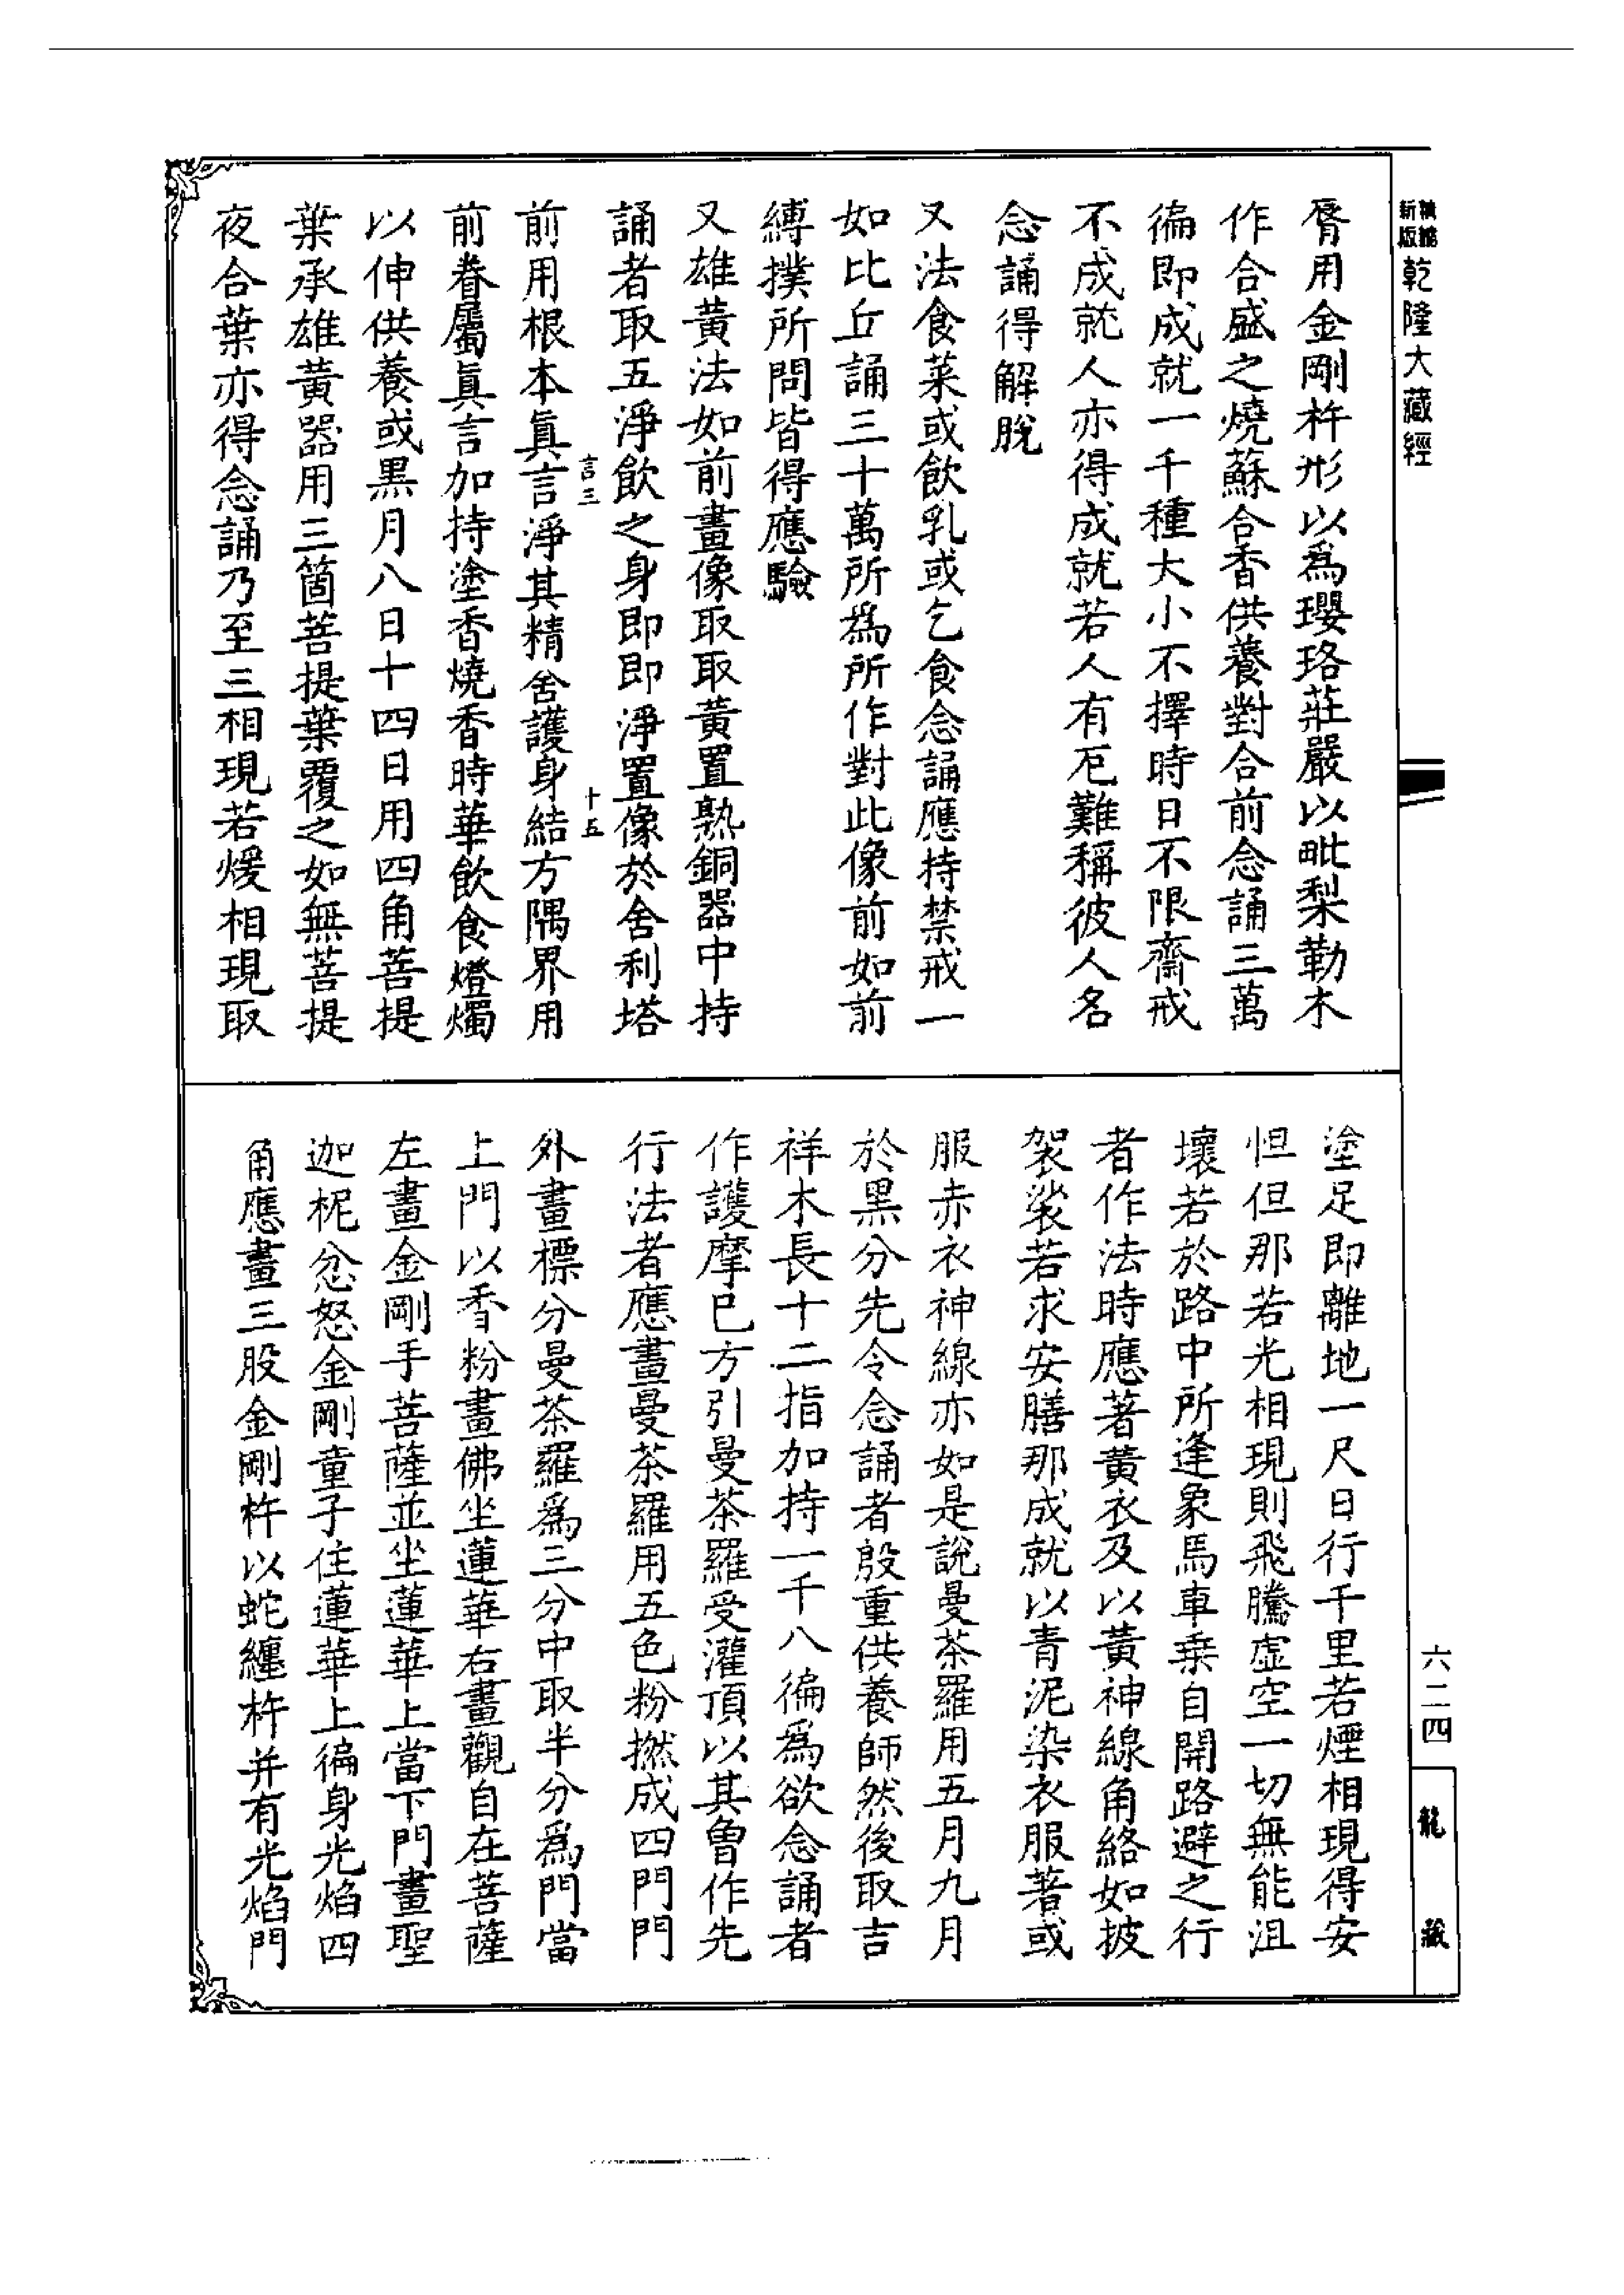 新版
精縮
乾隆大藏經
脣用金剛杵形以爲瓔珞莊嚴以毗梨勒木
作合盛之燒蘇合香供養對合前念誦三萬
徧即成就一千種大小不擇時日不限齋戒
不成就人亦得成就若人有厄難稱彼人名
念誦得解脫
又法食菜或飲乳或乞食念誦應持禁戒一
如比丘誦三十萬所爲所作對此像前如前
縛撲所問皆得應驗
又雄黃法如前畫像取取黃置熟銅器中持
誦者取五淨飲之身即即淨置像於舍利塔
言三
十五
前用根本眞言淨其精舍護身結方隅界用
前眷屬眞言加持塗香燒香時華飲食燈燭
以伸供養或黑月八日十四日用四角菩提
葉承雄黃器用三箇菩提葉覆之如無菩提
夜合葉亦得念誦乃至三相現若煖相現取
塗足即離地一尺日行千里若煙相現得安
怛但那若光相現則飛騰虛空一切無能沮
壞若於路中所逢象馬車乗自開路避之行
者作法時應著黃衣及以黃神線角絡如披
袈裟若求安膳那成就以青泥染衣服著或
服赤衣神線亦如是說曼茶羅用五月九月
於黑分先令念誦者殷重供養師然後取吉
祥木長十二指加持一千八徧爲欲念誦者
作護摩已方引曼茶羅受灌頂以其曾作先
行法者應畫曼茶羅用五色粉撚成四門門
外畫標分曼茶羅爲三分中取半分爲門當
上門以香粉畫佛坐蓮華右畫觀自在菩薩
左畫金剛手菩薩並坐蓮華上當下門畫聖
迦柅忿怒金剛童子住蓮華上徧身光焰四
角應畫三股金剛杵以蛇纏杵并有光焰門
六二四
龍
藏